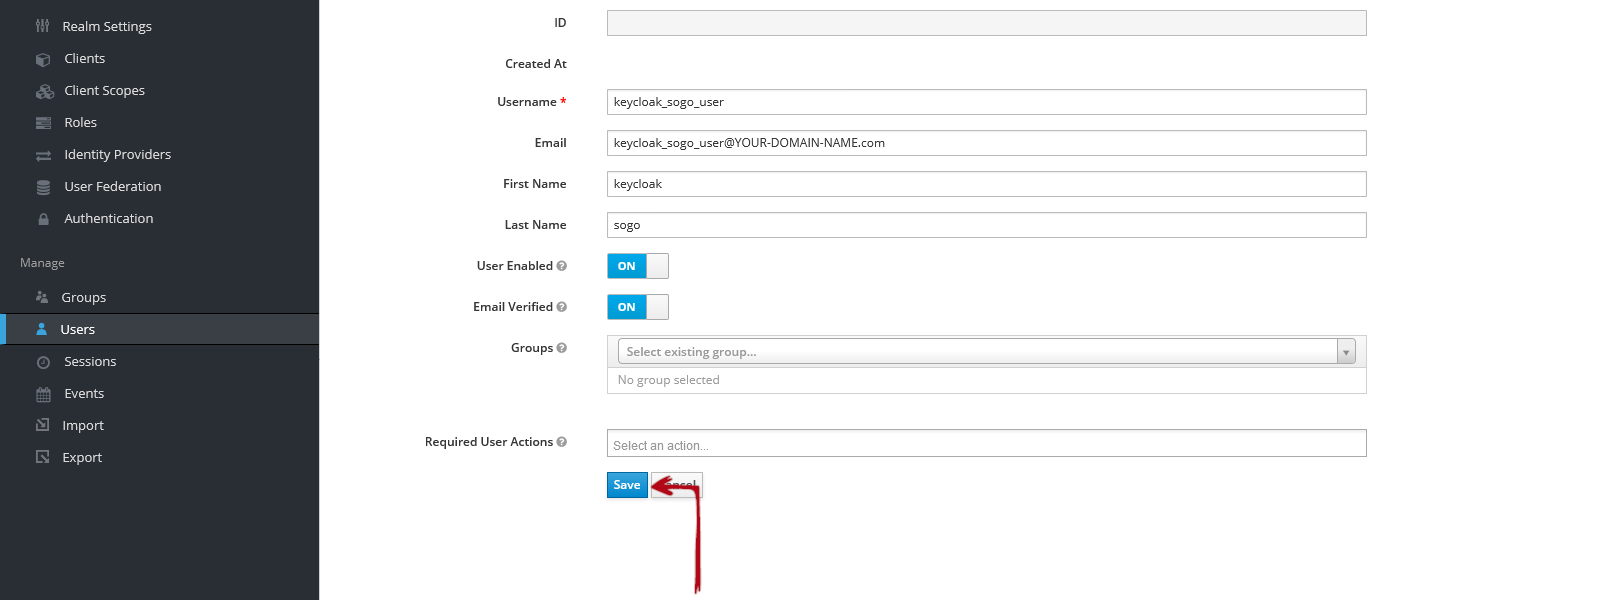 Realm Settings
Clients
Client Scopes
Roles
Identity Providers
User Federation
Authentication
Manage
Groups
Users
Sessions
Events
Import
Export
ID
Created At
Username *
keycloak_sogo_user
Email
keycloak_sogo_user@YOUR-DOMAIN-NAME.com
First Name
keycloak
Last Name
sogo
User Enabled
ON
Email Verified
ON
Groups
Select existing group...
No group selected
Required User Actions
Select an action...
Save
Cancel